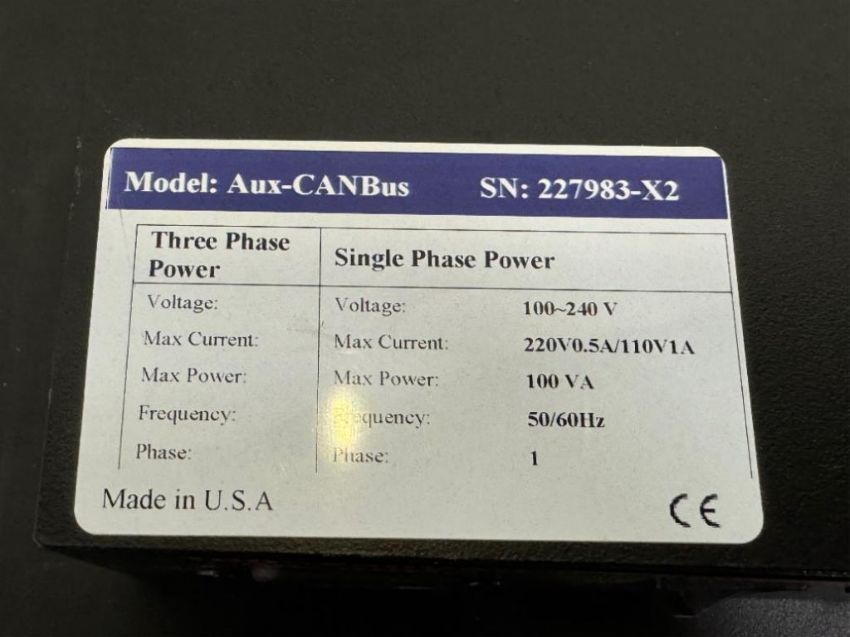 Model: Aux-CANBus SN: 227983-X2
Three Phase Power Single Phase Power
Voltage: Voltage: 100~240 V
Max Current: Max Current: 220V0.5A/110V1A
Max Power: Max Power: 100 VA
Frequency: Frequency: 50/60Hz
Phase: Phase: 1
Made in U.S.A CE